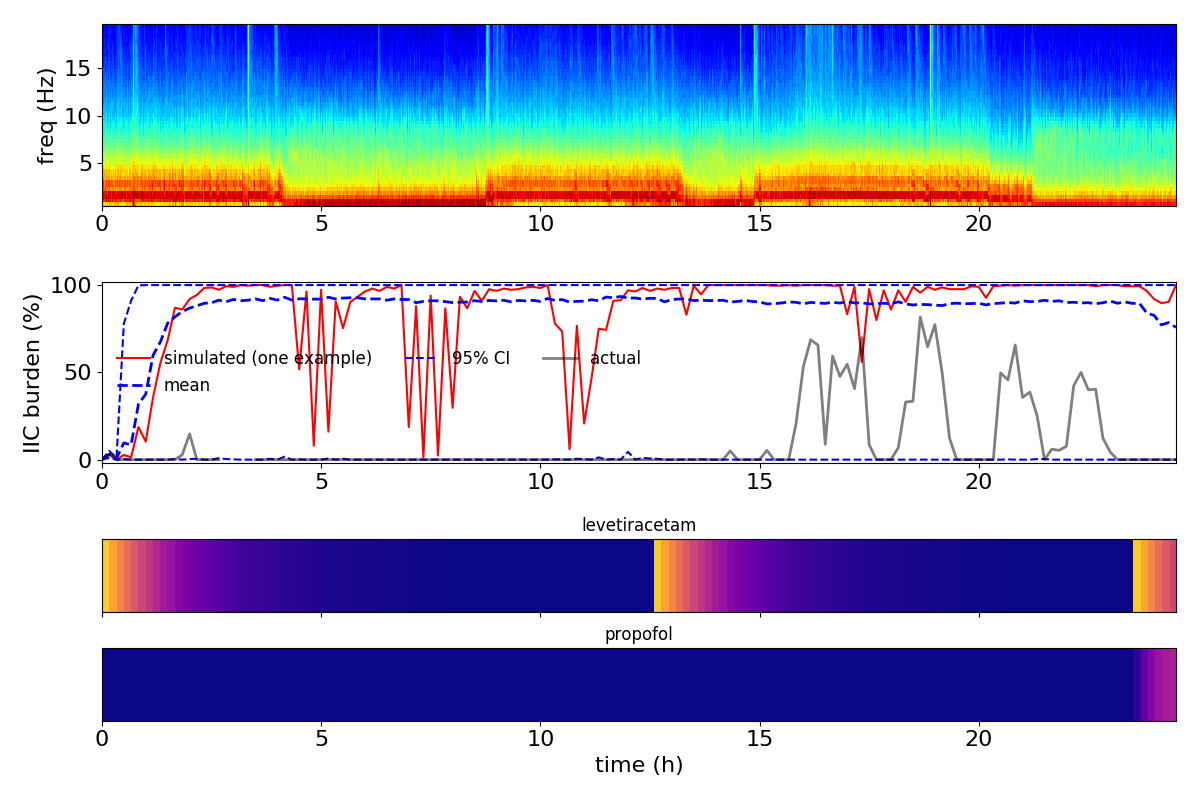 freq (Hz)
15
10
5
0 5 10 15 20
IIC burden (%)
100
50
0
simulated (one example) 95% CI actual
mean
0 5 10 15 20
levetiracetam
propofol
0 5 10 15 20
time (h)